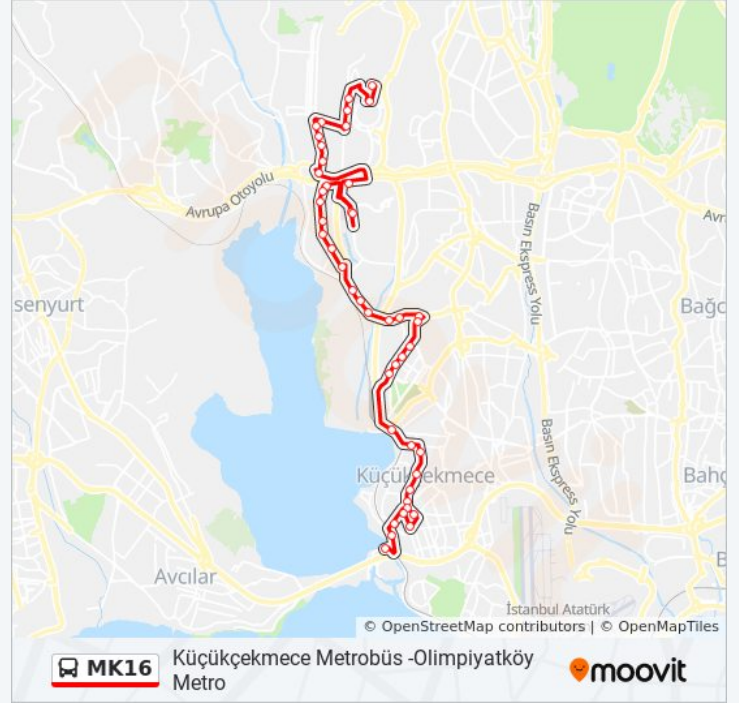 Avrupa Otoyolu
Avr
Basın Ekspress Yolu
senyurt
Bağc
Basın Ekspress Yolu
Küçükçekmece
Bahç
Avcılar
B
İstanbul Atatürk
© OpenStreetMap contributors | © OpenMapTiles
MK16
Küçükçekmece Metrobüs -Olimpiyatköy
Metro
moovit